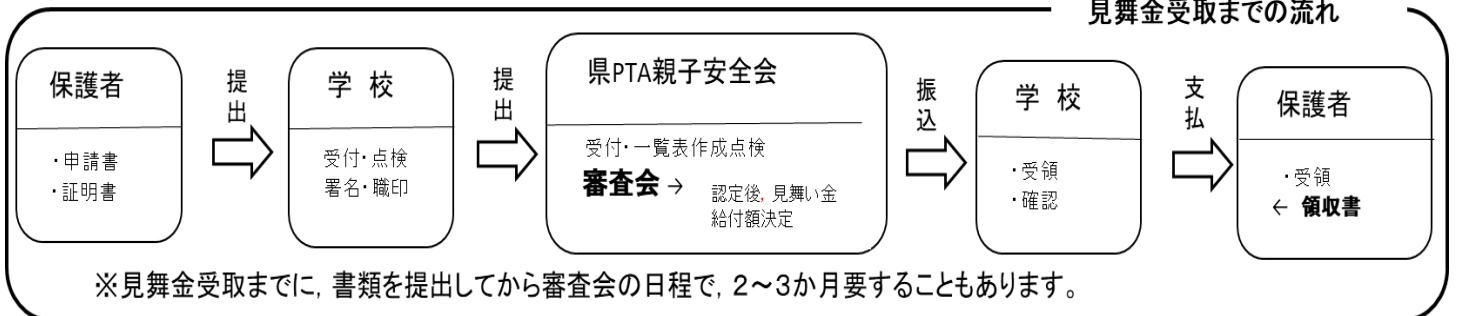 見舞金受取までの流れ
保護者
・申請書
・証明書
提出
学 校
受付・点検
署名・職印
提出
県PTA親子安全会
受付・一覧表作成点検
審査会 → 認定後, 見舞い金
給付額決定
振込
学 校
・受領
・確認
支払
保護者
・受領
← 領収書
※見舞金受取までに, 書類を提出してから審査会の日程で, 2〜3か月要することもあります。